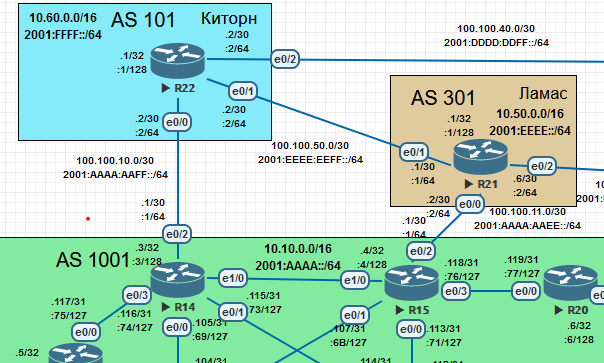 10.60.0.0/16
AS 101
Киторн
2001:FFFF::/64
100.100.40.0/30
2001:DDDD:DDFF::/64
.1/32
:1/128
R22
.2/30
:2/64
e0/2
e0/1
.2/30
:2/64
.2/30
:2/64
e0/0
Ламас
AS 301
10.50.0.0/16
2001:EEEE::/64
.1/32
:1/128
100.100.50.0/30
2001:EEEE:EEFF::/64
e0/1
.1/30
:1/64
R21
e0/2
.6/30
:2/64
100.100.10.0/30
2001:AAAA:AAFF::/64
.2/30
:2/64
e0/0
100.100.11.0/30
2001:AAAA:AAEE::/64
.1/30
:1/64
.1/30
:1/64
e0/2
e0/2
AS 1001
.3/32
:3/128
10.10.0.0/16
2001:AAAA::/64
.4/32
:4/128
.118/31
:76/127
.119/31
:77/127
R14
e1/0
e1/0
R15
e0/3
e0/0
R20
.117/31
:75/127
e0/3
.116/31
:74/127
.115/31
:73/127
e0/1
e0/1
.6/32
:6/128
.105/31
:69/127
e0/0
.107/31
:6B/127
e0/0
.113/31
:71/127
e0/0
.5/32